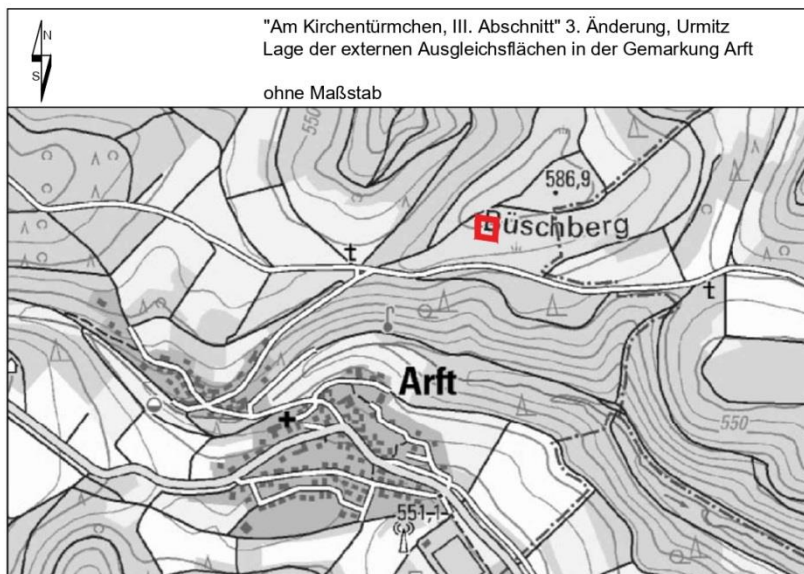 N
S
"Am Kirchentürmchen, III. Abschnitt" 3. Änderung, Urmitz
Lage der externen Ausgleichsflächen in der Gemarkung Arft
ohne Maßstab
550
586,9
Büschberg
Arft
550
551,1